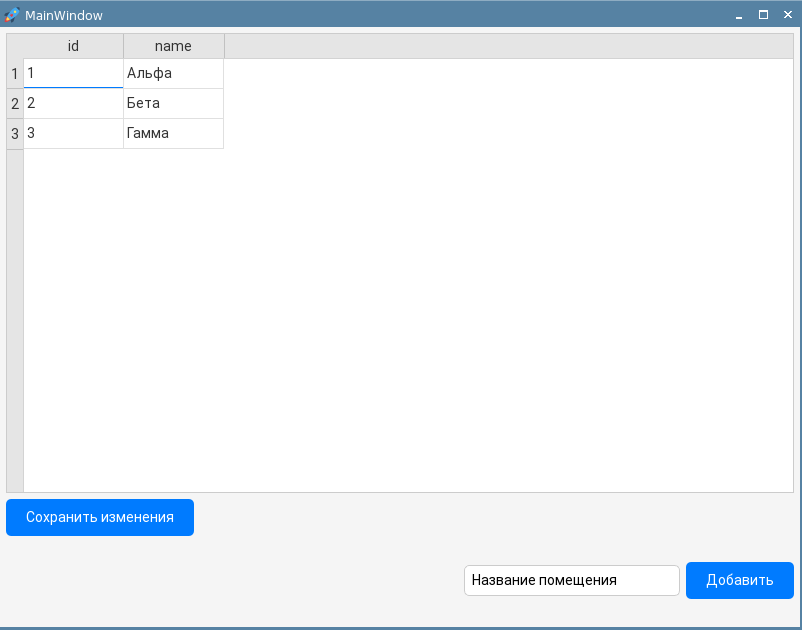 MainWindow
id name
1 1 Альфа
2 2 Бета
3 3 Гамма
Сохранить изменения
Название помещения Добавить